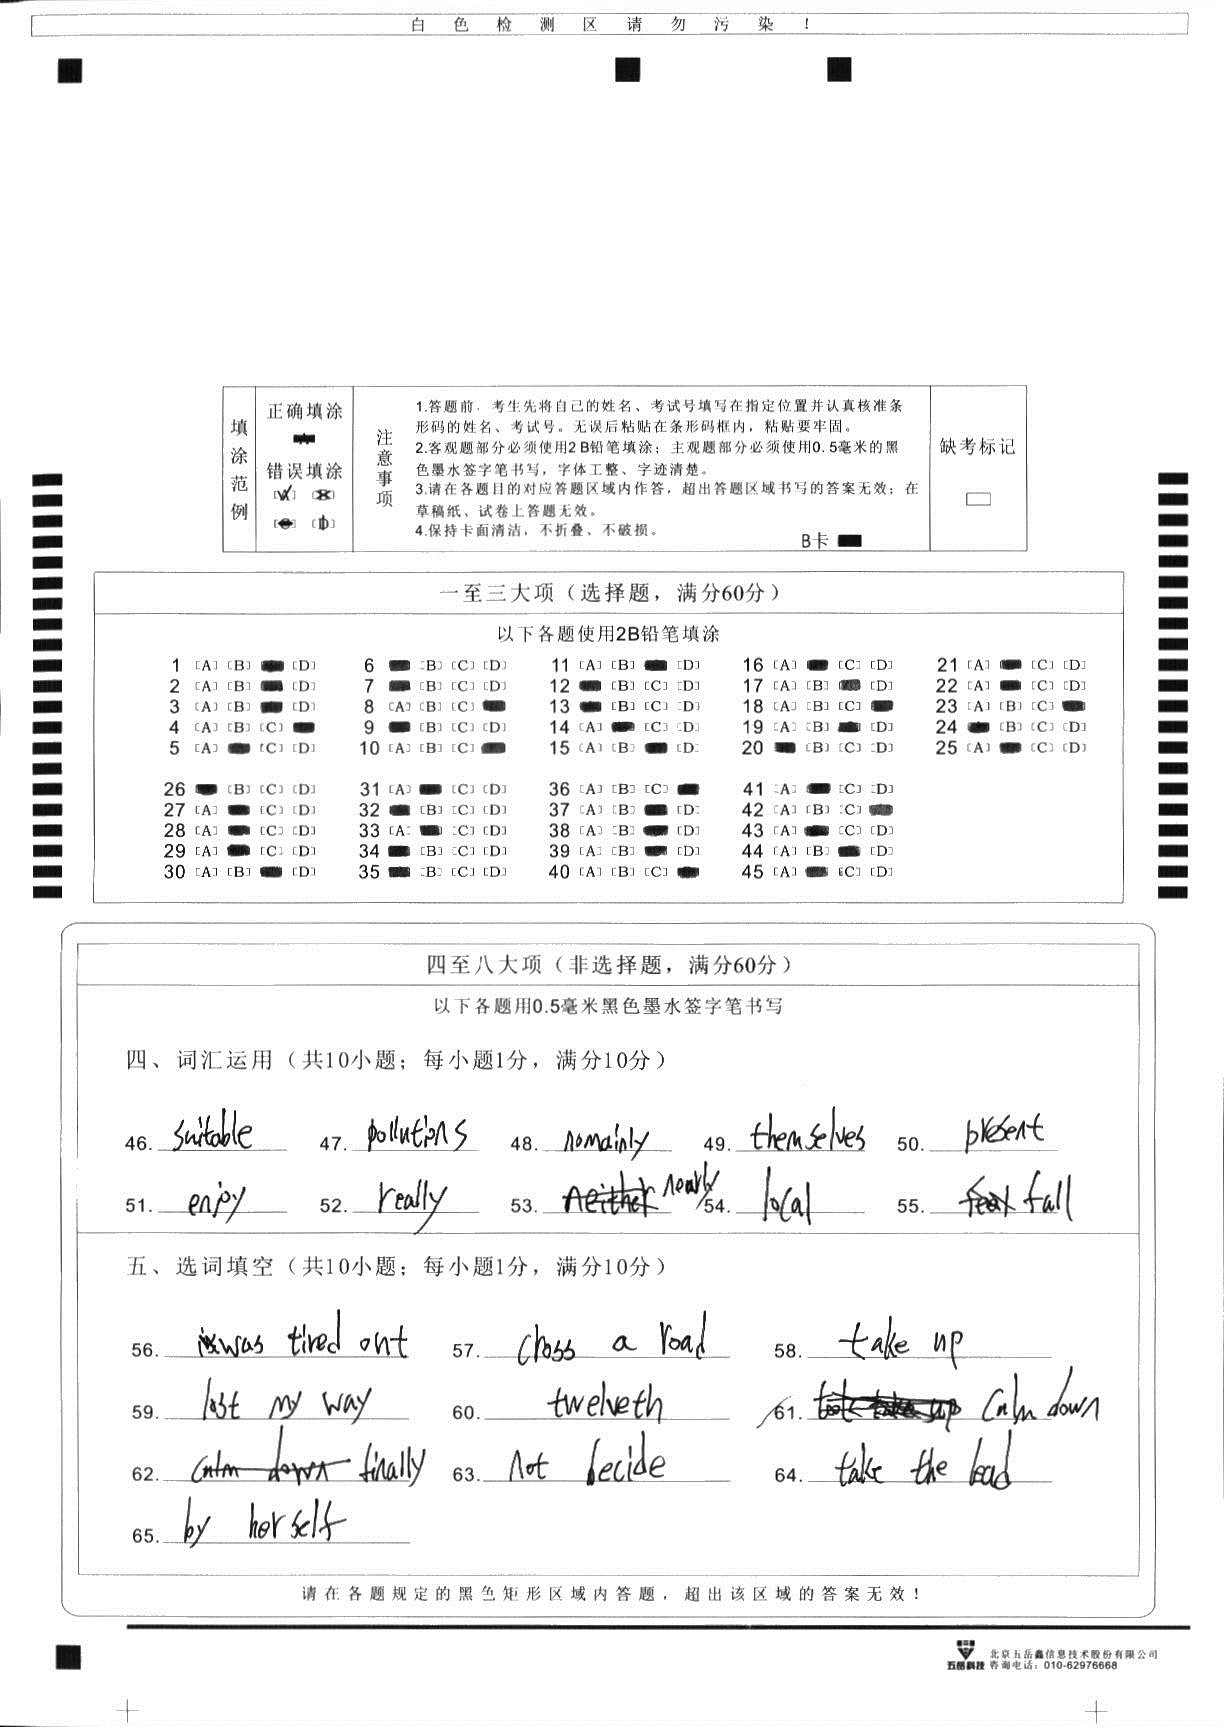 白色检测区请勿污染!
填涂范例
正确填涂
错误填涂
注意事项
1.答题前,考生先将自己的姓名、考试号填写在指定位置并认真核准条
形码的姓名、考试号。无误后粘贴在条形码框内,粘贴要牢固。
2.客观题部分必须使用2B铅笔填涂;主观题部分必须使用0.5毫米的黑
色墨水签字笔书写,字体工整、字迹清楚。
3.请在各题目的对应答题区域内作答,超出答题区域书写的答案无效;在
草稿纸、试卷上答题无效。
4.保持卡面清洁,不折叠、不破损。
B卡
缺考标记
一至三大项(选择题,满分60分)
以下各题使用2B铅笔填涂
1 [A] [B] [D] 6 [B] [C] [D] 11 [A] [B] [D] 16 [A] [C] [D] 21 [A] [C] [D]
2 [A] [B] [D] 7 [B] [C] [D] 12 [B] [C] [D] 17 [A] [B] [D] 22 [A] [C] [D]
3 [A] [B] [D] 8 [A] [B] [C] 13 [B] [C] [D] 18 [A] [B] [C] 23 [A] [B] [C]
4 [A] [B] [C] 9 [B] [C] [D] 14 [A] [C] [D] 19 [A] [B] [D] 24 [B] [C] [D]
5 [A] [C] [D] 10 [A] [B] [C] 15 [A] [B] [D] 20 [B] [C] [D] 25 [A] [C] [D]
26 [B] [C] [D] 31 [A] [C] [D] 36 [A] [B] [C] 41 [A] [C] [D]
27 [A] [C] [D] 32 [B] [C] [D] 37 [A] [B] [D] 42 [A] [B] [C]
28 [A] [C] [D] 33 [A] [C] [D] 38 [A] [B] [D] 43 [A] [C] [D]
29 [A] [C] [D] 34 [B] [C] [D] 39 [A] [B] [D] 44 [A] [B] [D]
30 [A] [B] [D] 35 [B] [C] [D] 40 [A] [B] [C] 45 [A] [C] [D]
四至八大项(非选择题,满分60分)
以下各题用0.5毫米黑色墨水签字笔书写
四、词汇运用(共10小题;每小题1分,满分10分)
46. suitable 47. pollutions 48. nomainly 49. themselves 50. present
51. enjoy 52. really 53. neither nearly 54. local 55. fall
五、选词填空(共10小题;每小题1分,满分10分)
56. was tired out 57. cross a road 58. take up
59. lost my way 60. twelveth 61. calm down
62. calm down finally 63. not decide 64. take the lead
65. by herself
请在各题规定的黑色矩形区域内答题,超出该区域的答案无效!
五岳科技 北京五岳鑫信息技术股份有限公司
咨询电话:010-62976668